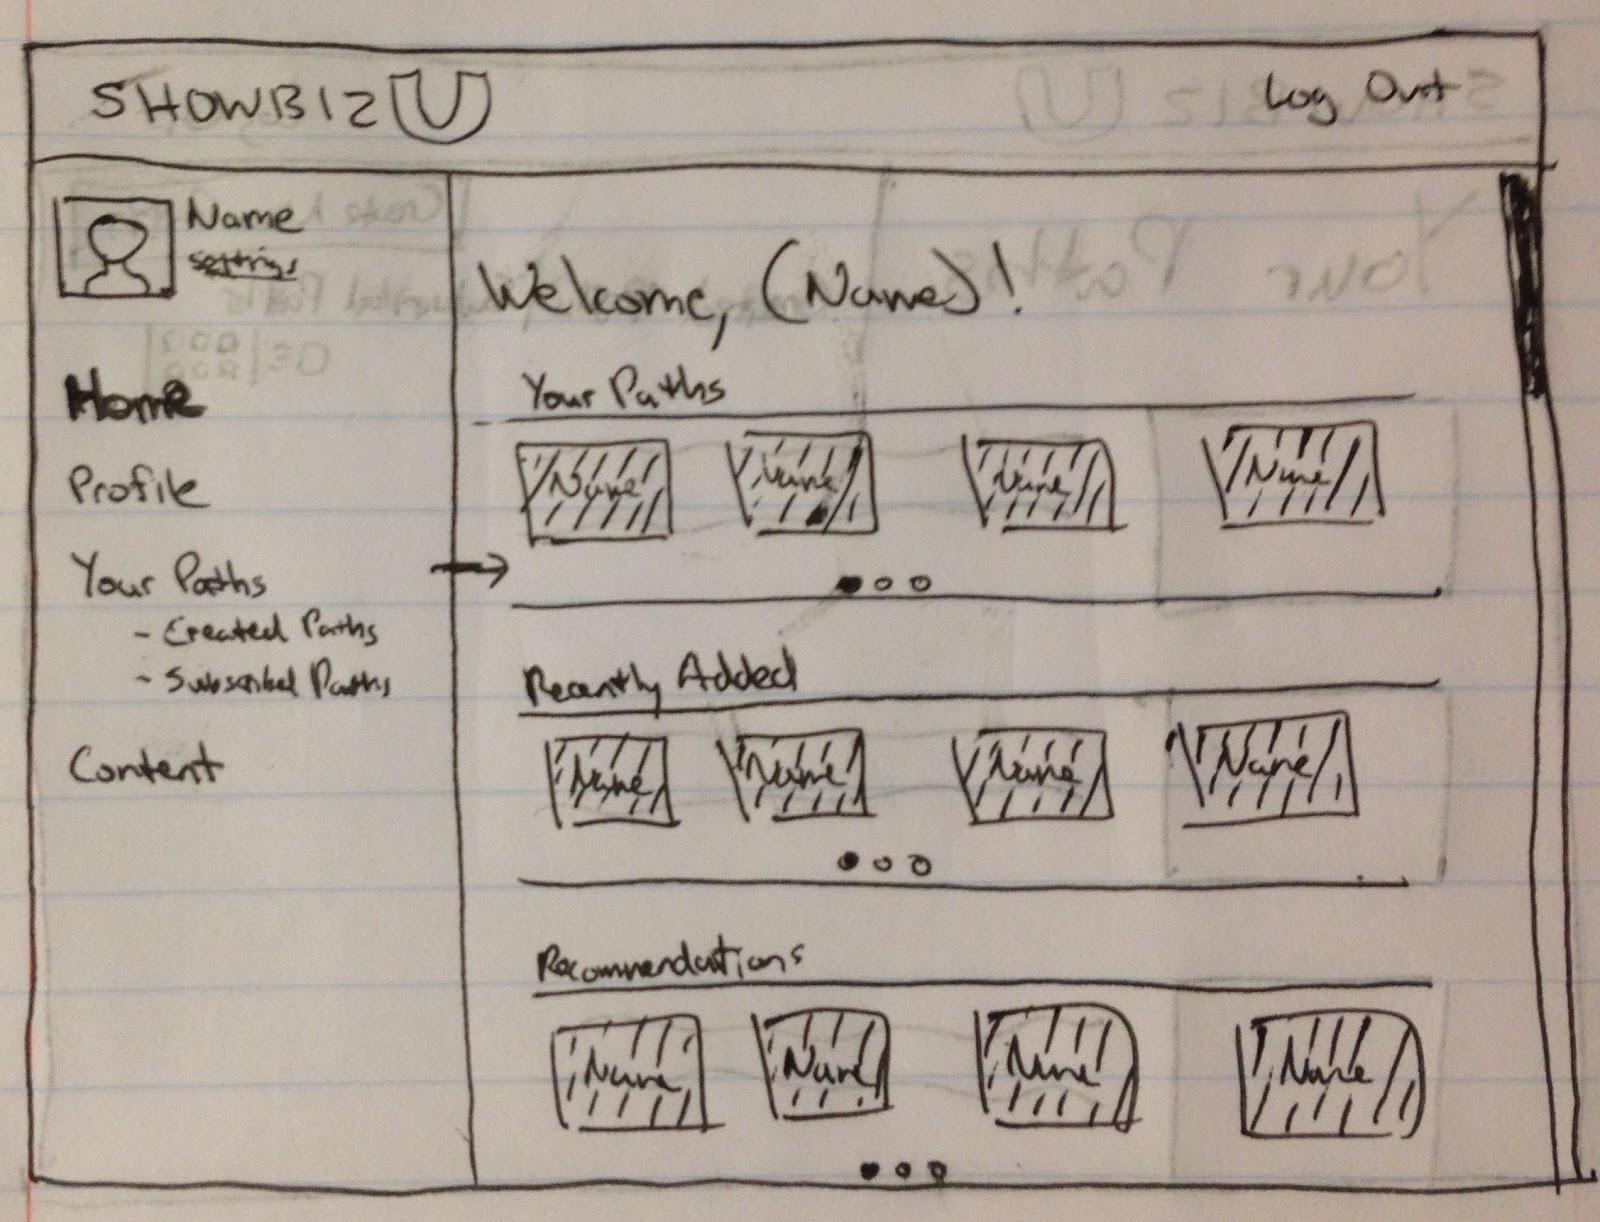 SHOWBIZ U
Log Out
Name
settings
Home
Profile
Your Paths
- Created Paths
- Subscribed Paths
Content
Welcome, (Name)!
Your Paths
Name Name Name Name
Recently Added
Name Name Name Name
Recommendations
Name Name Name Name